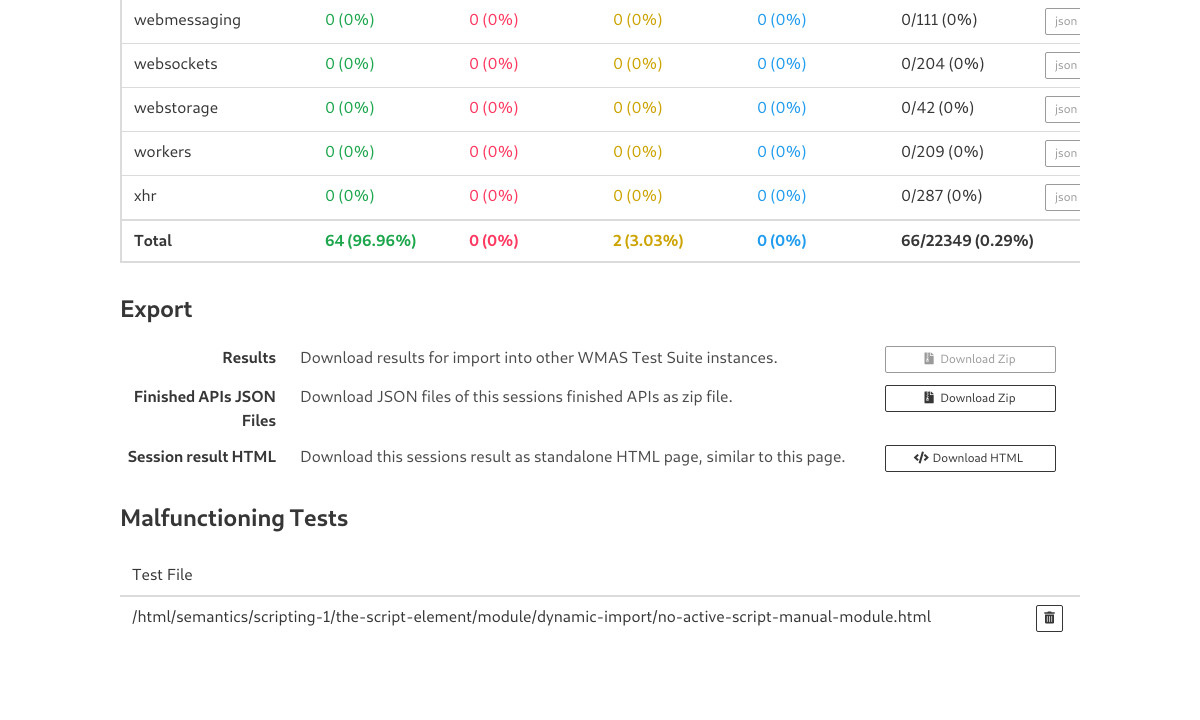 webmessaging 0 (0%) 0 (0%) 0 (0%) 0 (0%) 0/111 (0%) json
websockets 0 (0%) 0 (0%) 0 (0%) 0 (0%) 0/204 (0%) json
webstorage 0 (0%) 0 (0%) 0 (0%) 0 (0%) 0/42 (0%) json
workers 0 (0%) 0 (0%) 0 (0%) 0 (0%) 0/209 (0%) json
xhr 0 (0%) 0 (0%) 0 (0%) 0 (0%) 0/287 (0%) json
Total 64 (96.96%) 0 (0%) 2 (3.03%) 0 (0%) 66/22349 (0.29%)
Export
Results Download results for import into other WMAS Test Suite instances. Download Zip
Finished APIs JSON Download JSON files of this sessions finished APIs as zip file. Download Zip
Files
Session result HTML Download this sessions result as standalone HTML page, similar to this page. </> Download HTML
Malfunctioning Tests
Test File
/html/semantics/scripting-1/the-script-element/module/dynamic-import/no-active-script-manual-module.html